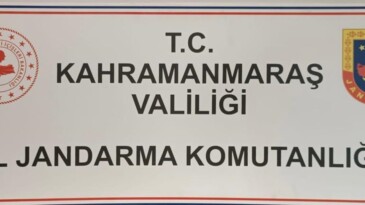 T.C.
KAHRAMANMARAŞ
VALİLİĞİ
L JANDARMA KOMUTANLIĞ